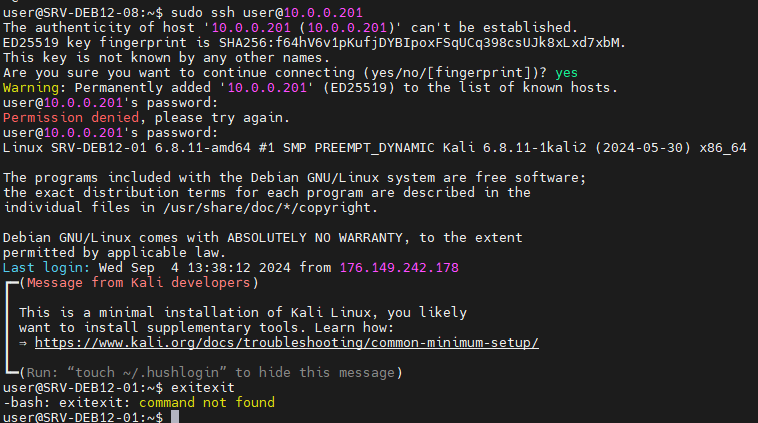 user@SRV-DEB12-08:~$ sudo ssh user@10.0.0.201
The authenticity of host '10.0.0.201 (10.0.0.201)' can't be established.
ED25519 key fingerprint is SHA256:f64hV6v1pKufjDYBIpoxFSqUCq398csUJk8xLxd7xbM.
This key is not known by any other names.
Are you sure you want to continue connecting (yes/no/[fingerprint])? yes
Warning: Permanently added '10.0.0.201' (ED25519) to the list of known hosts.
user@10.0.0.201's password:
Permission denied, please try again.
user@10.0.0.201's password:
Linux SRV-DEB12-01 6.8.11-amd64 #1 SMP PREEMPT_DYNAMIC Kali 6.8.11-1kali2 (2024-05-30) x86_64
The programs included with the Debian GNU/Linux system are free software;
the exact distribution terms for each program are described in the
individual files in /usr/share/doc/*/copyright.
Debian GNU/Linux comes with ABSOLUTELY NO WARRANTY, to the extent
permitted by applicable law.
Last login: Wed Sep  4 13:38:12 2024 from 176.149.242.178
(Message from Kali developers)
This is a minimal installation of Kali Linux, you likely
want to install supplementary tools. Learn how:
⇒ https://www.kali.org/docs/troubleshooting/common-minimum-setup/
(Run: “touch ~/.hushlogin” to hide this message)
user@SRV-DEB12-01:~$ exitexit
-bash: exitexit: command not found
user@SRV-DEB12-01:~$